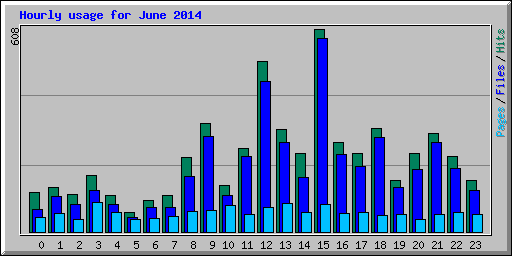 Hourly usage for June 2014
608
Pages / Files / Hits
0 1 2 3 4 5 6 7 8 9 10 11 12 13 14 15 16 17 18 19 20 21 22 23